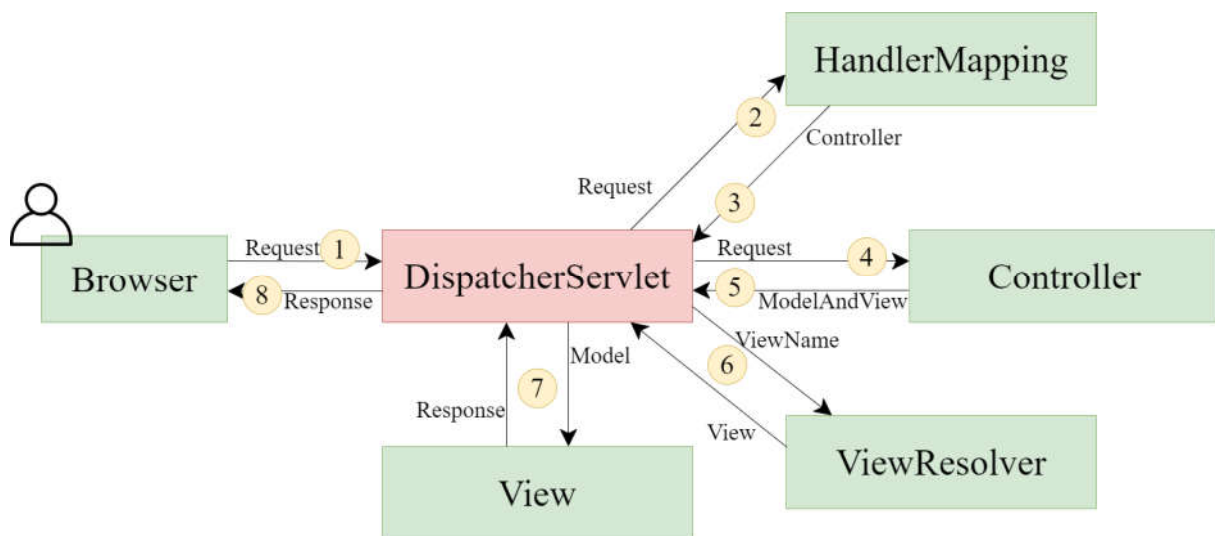 HandlerMapping
2
Controller
Request
3
Request
1
Request
4
Browser
DispatcherServlet
Controller
8
Response
5
ModelAndView
ViewName
Model
6
7
Response
View
ViewResolver
View